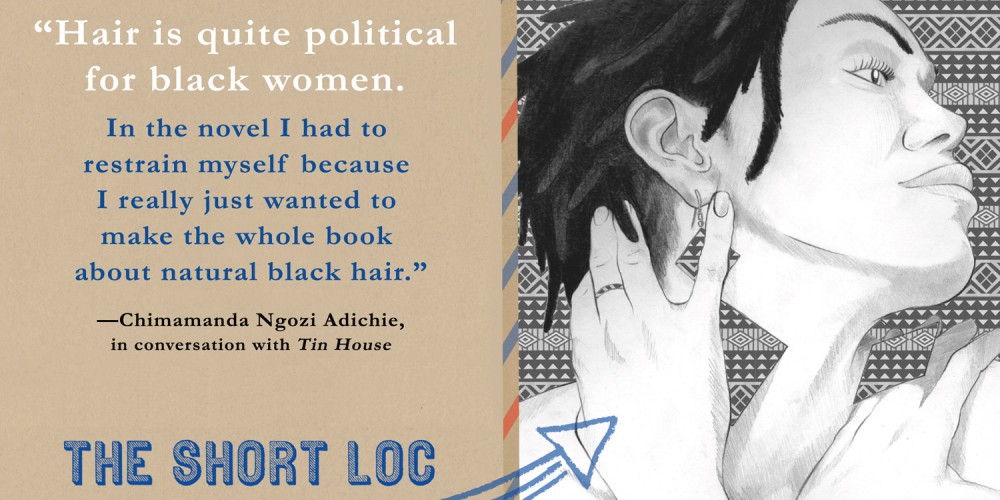 “Hair is quite political
for black women.
In the novel I had to
restrain myself because
I really just wanted to
make the whole book
about natural black hair.”
—Chimamanda Ngozi Adichie,
in conversation with Tin House
THE SHORT LOC